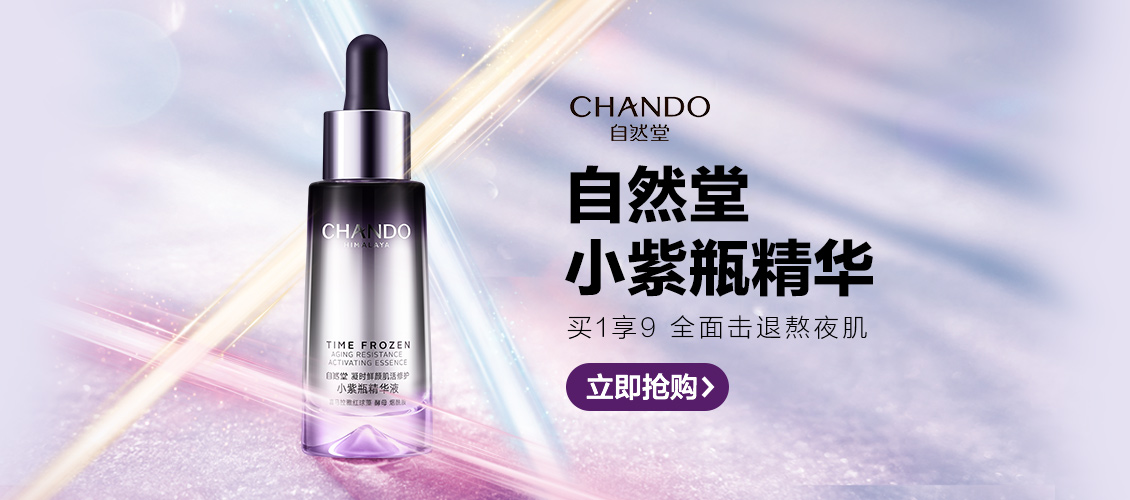 CHANDO
自然堂
自然堂
小紫瓶精华
买1享9 全面击退熬夜肌
立即抢购
CHANDO
HIMALAYA
TIME FROZEN
AGING RESISTANCE
ACTIVATING ESSENCE
自然堂 凝时鲜颜肌活修护
小紫瓶精华液